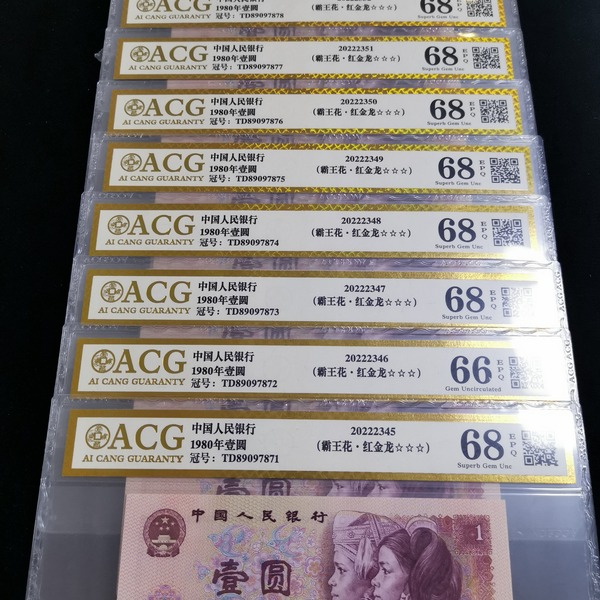 1980年壹圆
冠号：TD89097878
68
EPQ
Superb Gem Unc
ACG
AI CANG GUARANTY
中国人民银行
1980年壹圆
冠号：TD89097877
20222351
(霸王花·红金龙☆☆☆)
68
EPQ
Superb Gem Unc
ACG
AI CANG GUARANTY
中国人民银行
1980年壹圆
冠号：TD89097876
20222350
(霸王花·红金龙☆☆☆)
68
EPQ
Superb Gem Unc
ACG
AI CANG GUARANTY
中国人民银行
1980年壹圆
冠号：TD89097875
20222349
(霸王花·红金龙☆☆☆)
68
EPQ
Superb Gem Unc
ACG
AI CANG GUARANTY
中国人民银行
1980年壹圆
冠号：TD89097874
20222348
(霸王花·红金龙☆☆☆)
68
EPQ
Superb Gem Unc
ACG
AI CANG GUARANTY
中国人民银行
1980年壹圆
冠号：TD89097873
20222347
(霸王花·红金龙☆☆☆)
68
EPQ
Superb Gem Unc
ACG
AI CANG GUARANTY
中国人民银行
1980年壹圆
冠号：TD89097872
20222346
(霸王花·红金龙☆☆☆)
66
EPQ
Gem Uncirculated
ACG
AI CANG GUARANTY
中国人民银行
1980年壹圆
冠号：TD89097871
20222345
(霸王花·红金龙☆☆☆)
68
EPQ
Superb Gem Unc
中国人民银行
1
壹圆